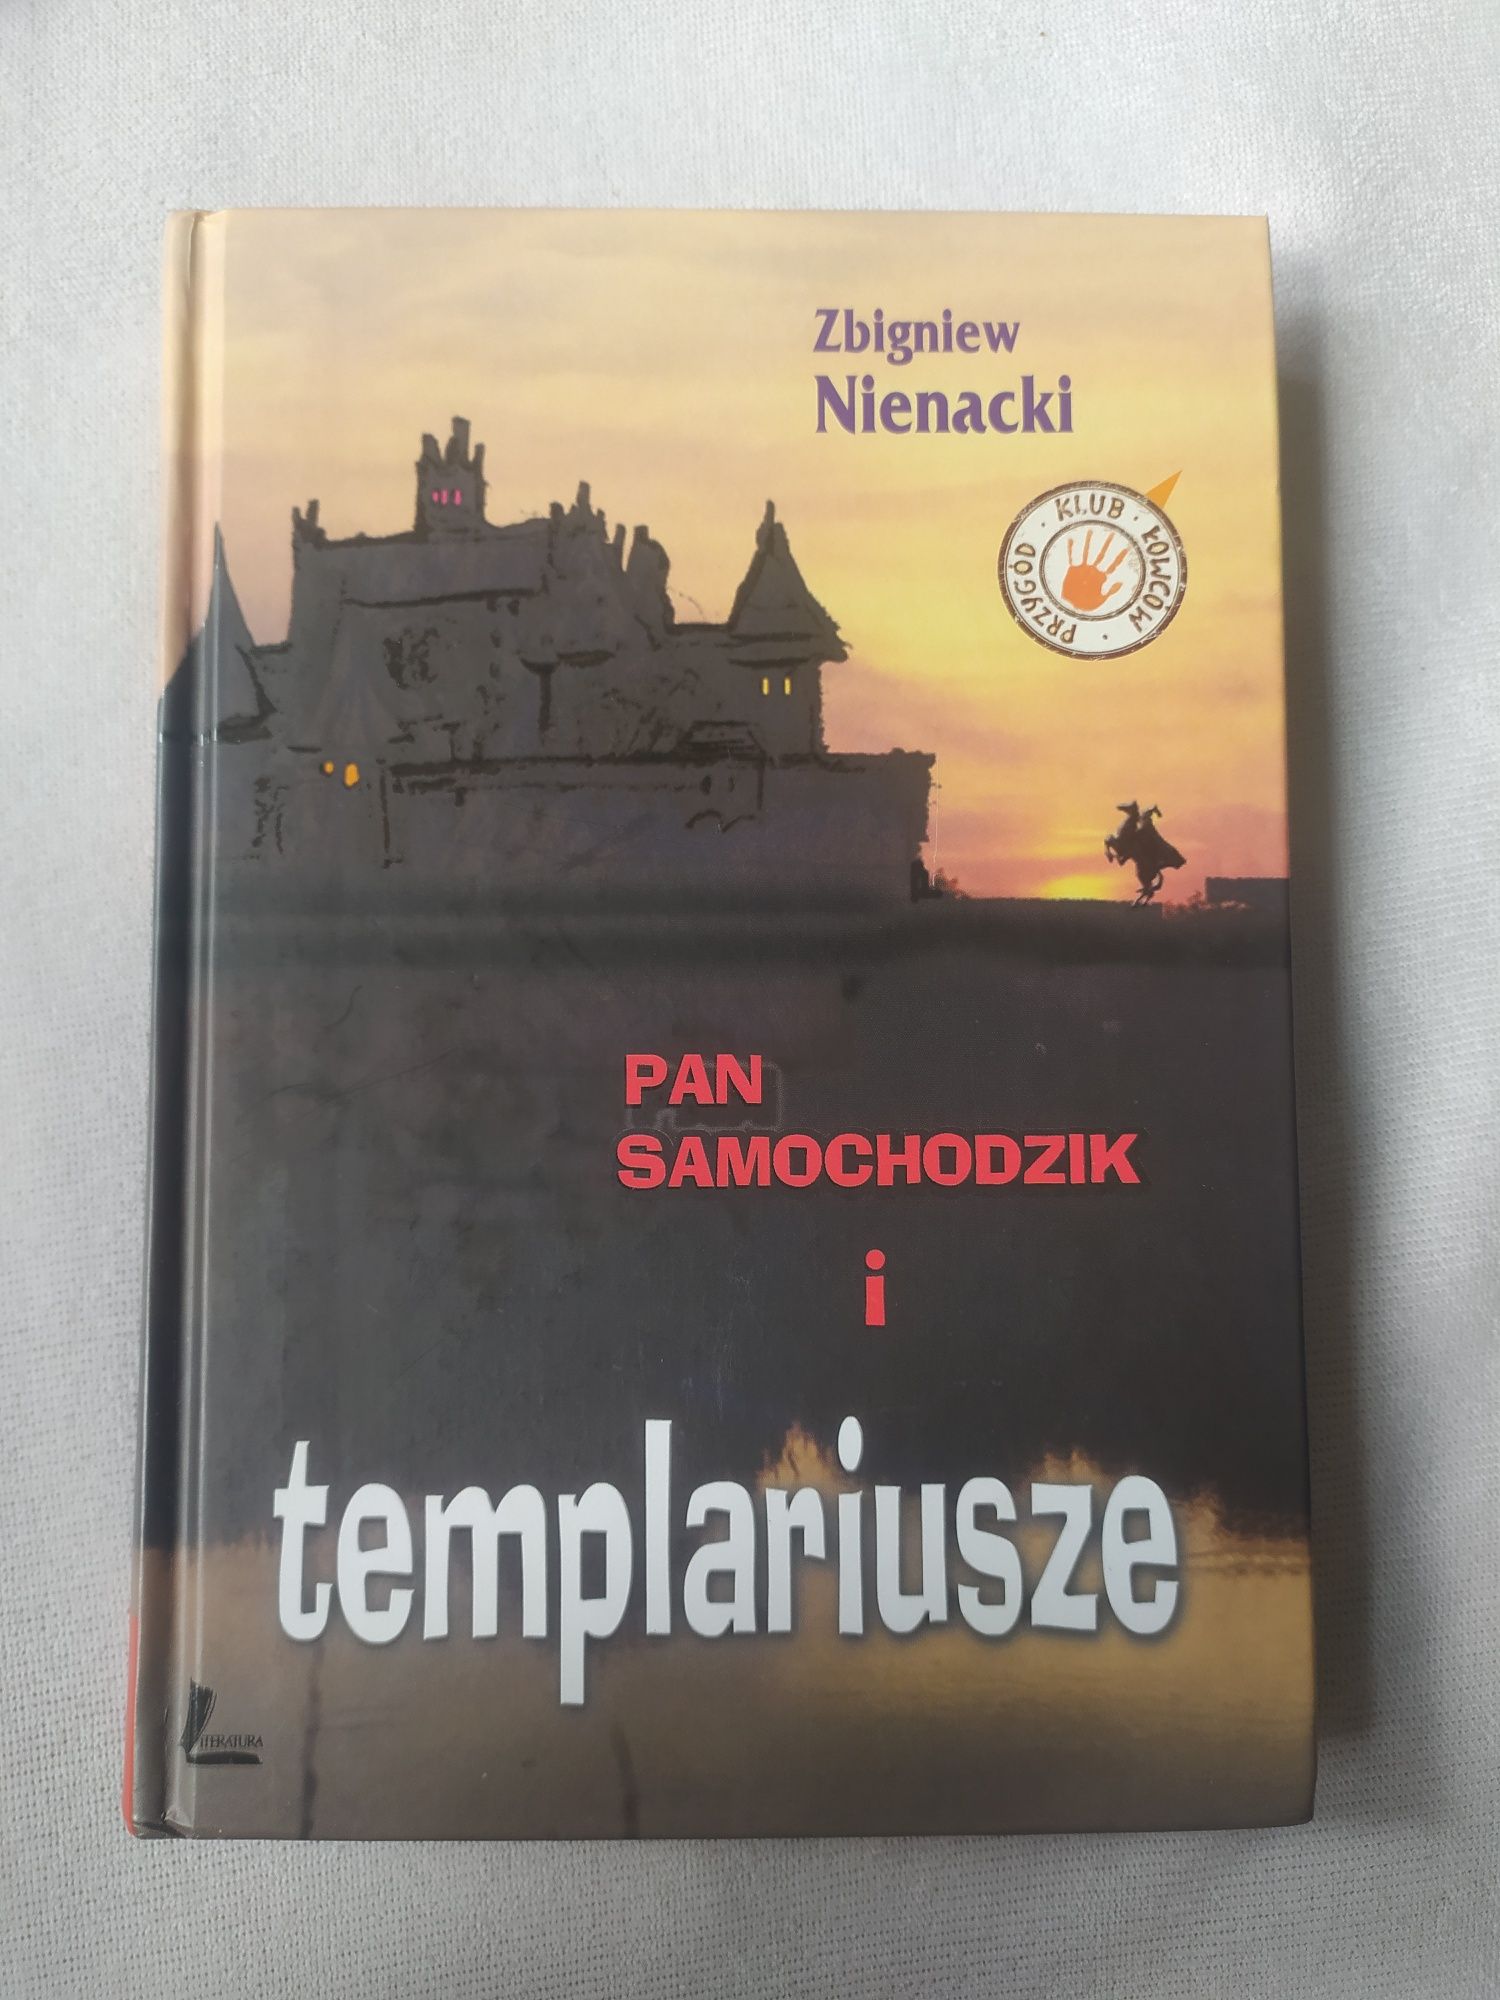 Zbigniew
Nienacki
KLUB · ŁOWCÓW · PRZYGÓD ·
PAN
SAMOCHODZIK
i
templariusze
LITERATURA